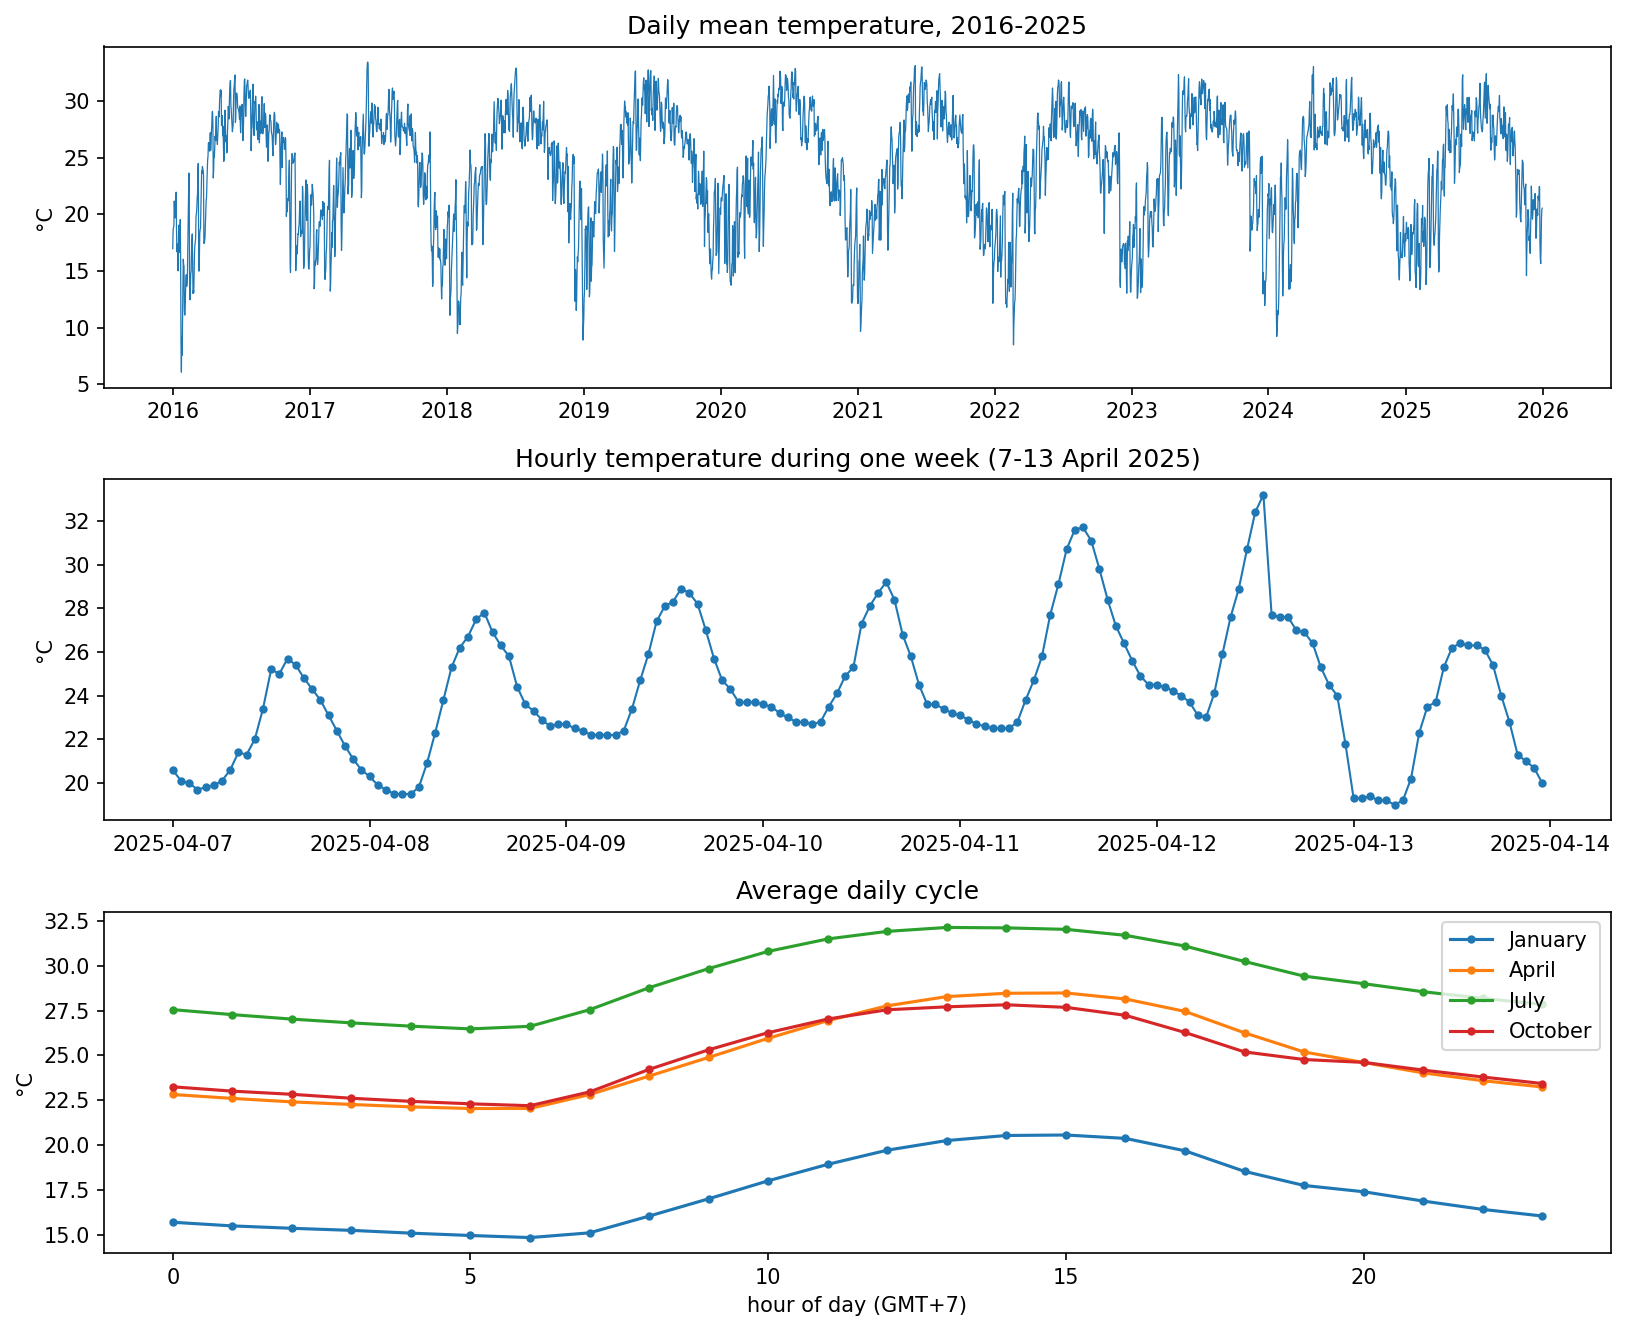 Daily mean temperature, 2016-2025
°C
30
25
20
15
10
5
2016 2017 2018 2019 2020 2021 2022 2023 2024 2025 2026
Hourly temperature during one week (7-13 April 2025)
°C
32
30
28
26
24
22
20
2025-04-07 2025-04-08 2025-04-09 2025-04-10 2025-04-11 2025-04-12 2025-04-13 2025-04-14
Average daily cycle
°C
32.5
30.0
27.5
25.0
22.5
20.0
17.5
15.0
January
April
July
October
0 5 10 15 20
hour of day (GMT+7)